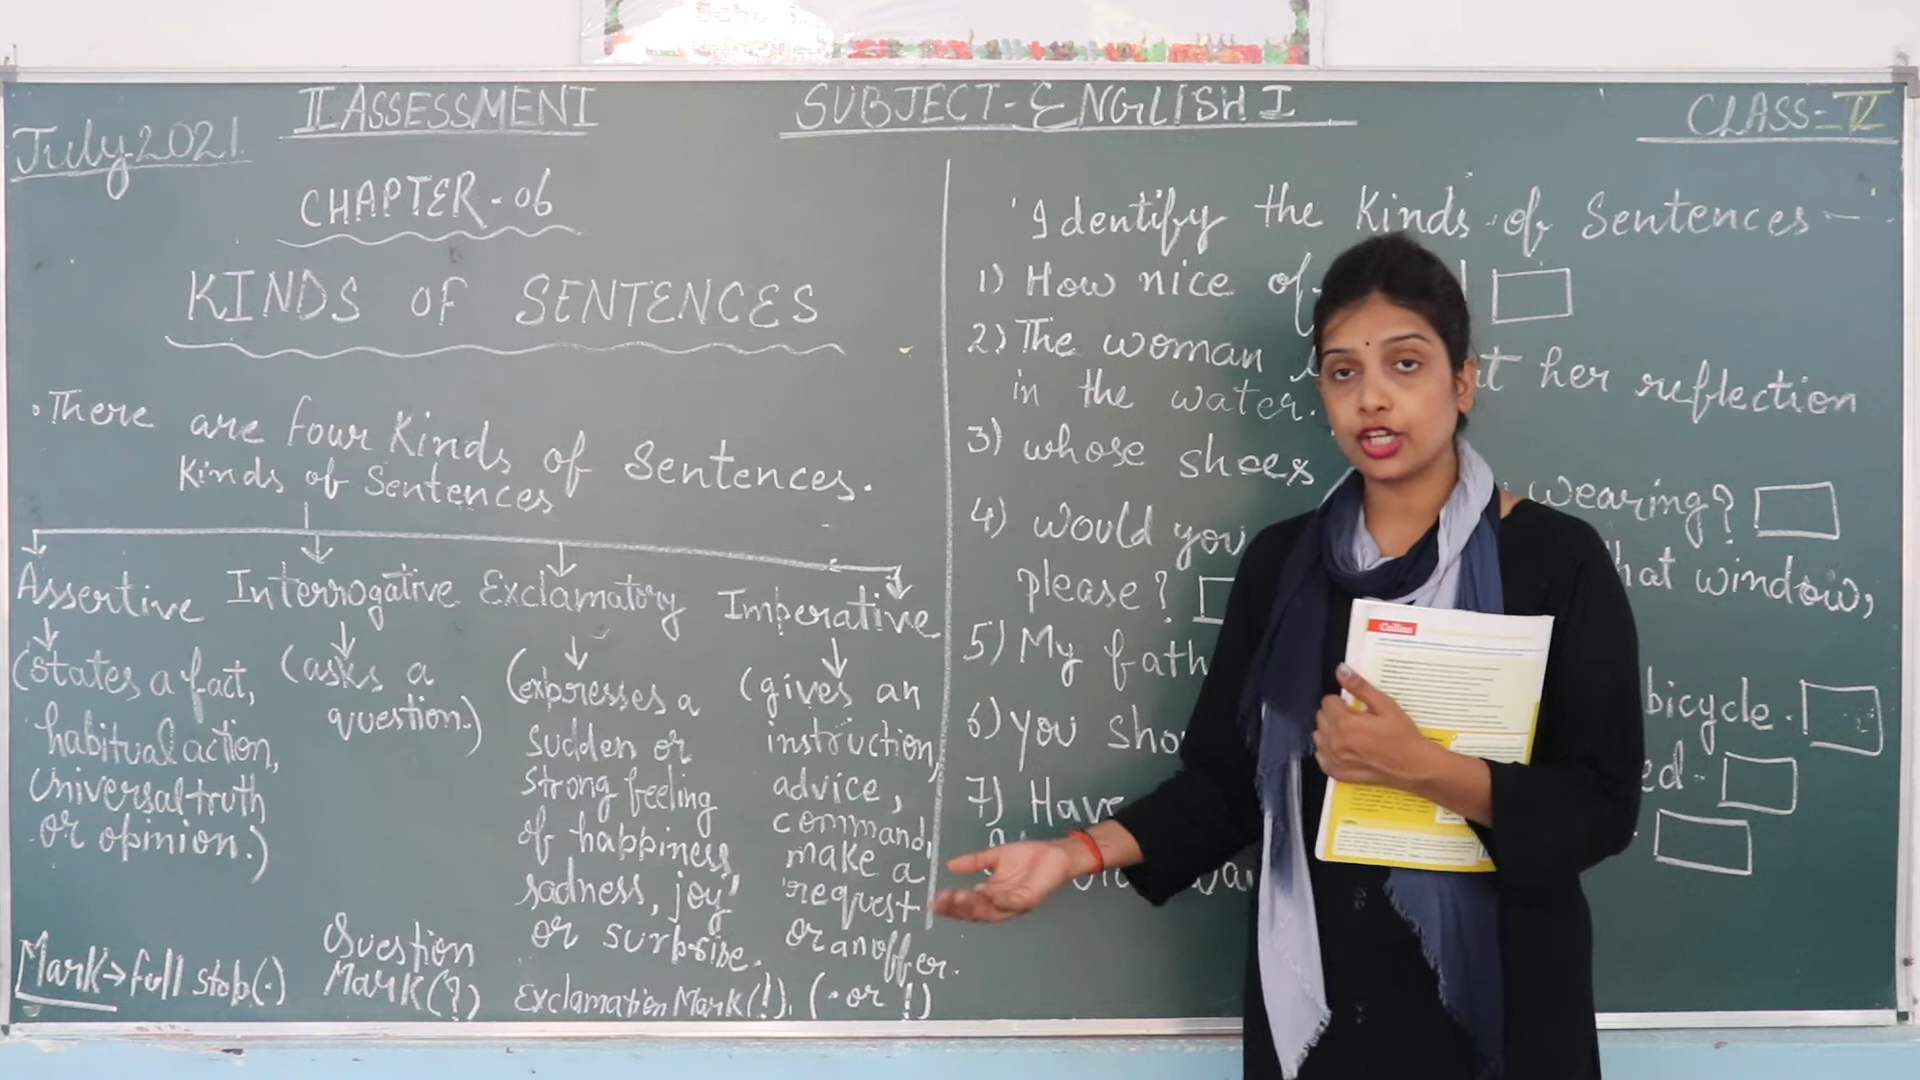 II ASSESSMENT
SUBJECT-ENGLISH I
CLASS-IV
July 2021.
CHAPTER-06
KINDS OF SENTENCES
There are four Kinds of Sentences.
Kinds of Sentences
Assertive Interrogative Exclamatory Imperative
(states a fact,
habitual action,
Universal truth
or opinion.)
(asks a
question.)
(expresses a
sudden or
strong feeling
of happiness
sadness, joy
or surprise.
(gives an
instruction,
advice,
command,
make a
request
or an offer.
Mark→full stop(.)
Question
Mark(?)
Exclamation Mark(!).
(. or !)
Identify the Kinds of Sentences -
1) How nice of
2) The woman at her reflection
in the water.
3) whose shoes wearing?
4) would you that window,
please?
5) My bicycle.
6) you
7) Have
Collins